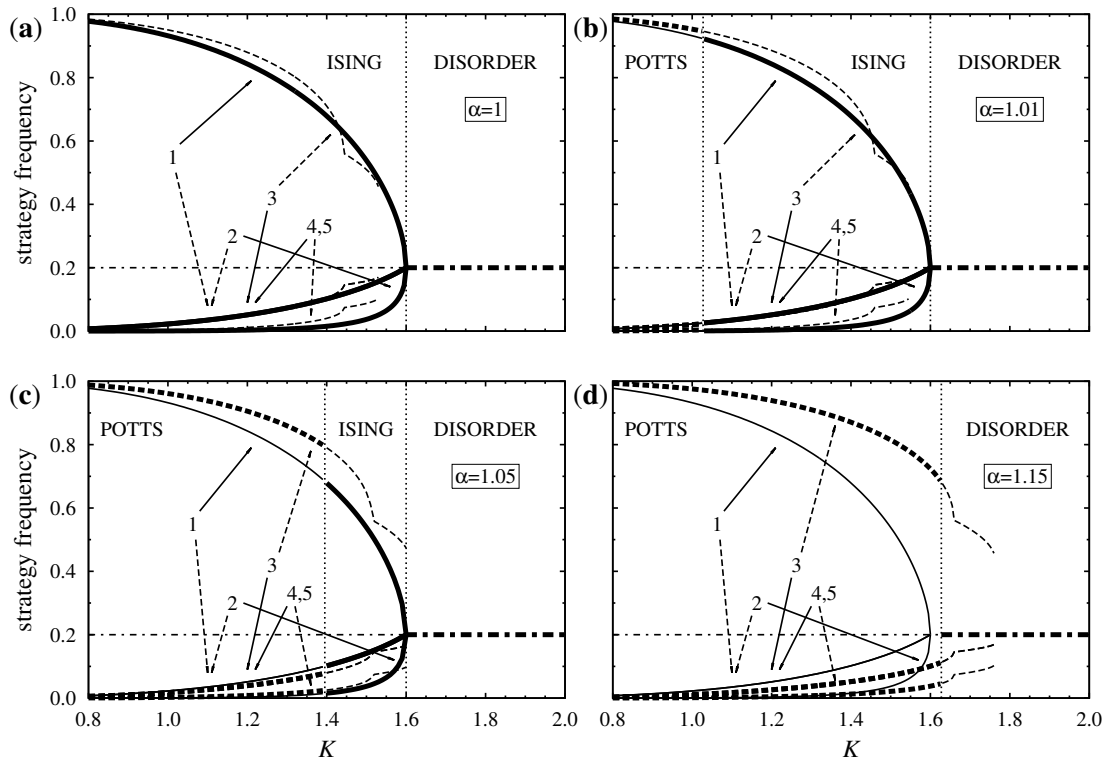 (a)
1.0
0.8
0.6
0.4
0.2
0.0
strategy frequency
ISING
DISORDER
α=1
1
3
2
4,5
(b)
POTTS
ISING
DISORDER
α=1.01
1
3
2
4,5
(c)
1.0
0.8
0.6
0.4
0.2
0.0
strategy frequency
POTTS
ISING
DISORDER
α=1.05
1
3
2
4,5
0.8
1.0
1.2
1.4
1.6
1.8
2.0
K
(d)
POTTS
DISORDER
α=1.15
1
3
2
4,5
0.8
1.0
1.2
1.4
1.6
1.8
2.0
K